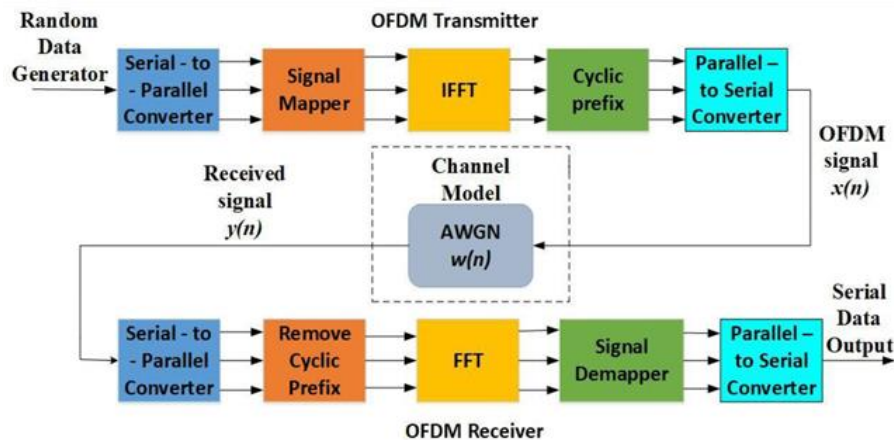 OFDM Transmitter
Random
Data
Generator
Serial - to
- Parallel
Converter
Signal
Mapper
IFFT
Cyclic
prefix
Parallel –
to Serial
Converter
OFDM
signal
x(n)
Channel
Model
AWGN
w(n)
Received
signal
y(n)
Serial - to
- Parallel
Converter
Remove
Cyclic
Prefix
FFT
Signal
Demapper
Parallel –
to Serial
Converter
Serial
Data
Output
OFDM Receiver